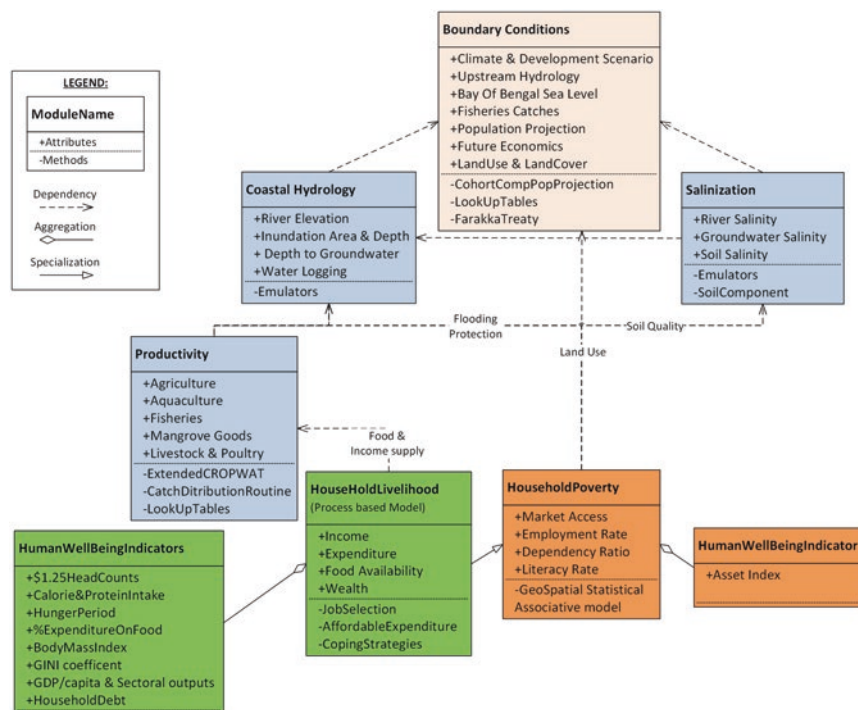 LEGEND:
ModuleName
+Attributes
-Methods
Dependency
Aggregation
Specialization
Boundary Conditions
+Climate & Development Scenario
+Upstream Hydrology
+Bay Of Bengal Sea Level
+Fisheries Catches
+Population Projection
+Future Economics
+LandUse & LandCover
-CohortCompPopProjection
-LookUpTables
-FarakkaTreaty
Coastal Hydrology
+River Elevation
+Inundation Area & Depth
+ Depth to Groundwater
+Water Logging
-Emulators
Salinization
+River Salinity
+Groundwater Salinity
+Soil Salinity
-Emulators
-SoilComponent
Flooding
Protection
Soil Quality
Land Use
Productivity
+Agriculture
+Aquaculture
+Fisheries
+Mangrove Goods
+Livestock & Poultry
-ExtendedCROPWAT
-CatchDitributionRoutine
-LookUpTables
Food &
Income supply
HouseHoldLivelihood
(Process based Model)
+Income
+Expenditure
+Food Availability
+Wealth
-JobSelection
-AffordableExpenditure
-CopingStrategies
HouseholdPoverty
+Market Access
+Employment Rate
+Dependency Ratio
+Literacy Rate
-GeoSpatial Statistical
Associative model
HumanWellBeingIndicator
+Asset Index
HumanWellBeingIndicators
+$1.25HeadCounts
+Calorie&ProteinIntake
+HungerPeriod
+%ExpenditureOnFood
+BodyMassIndex
+GINI coefficent
+GDP/capita & Sectoral outputs
+HouseholdDebt